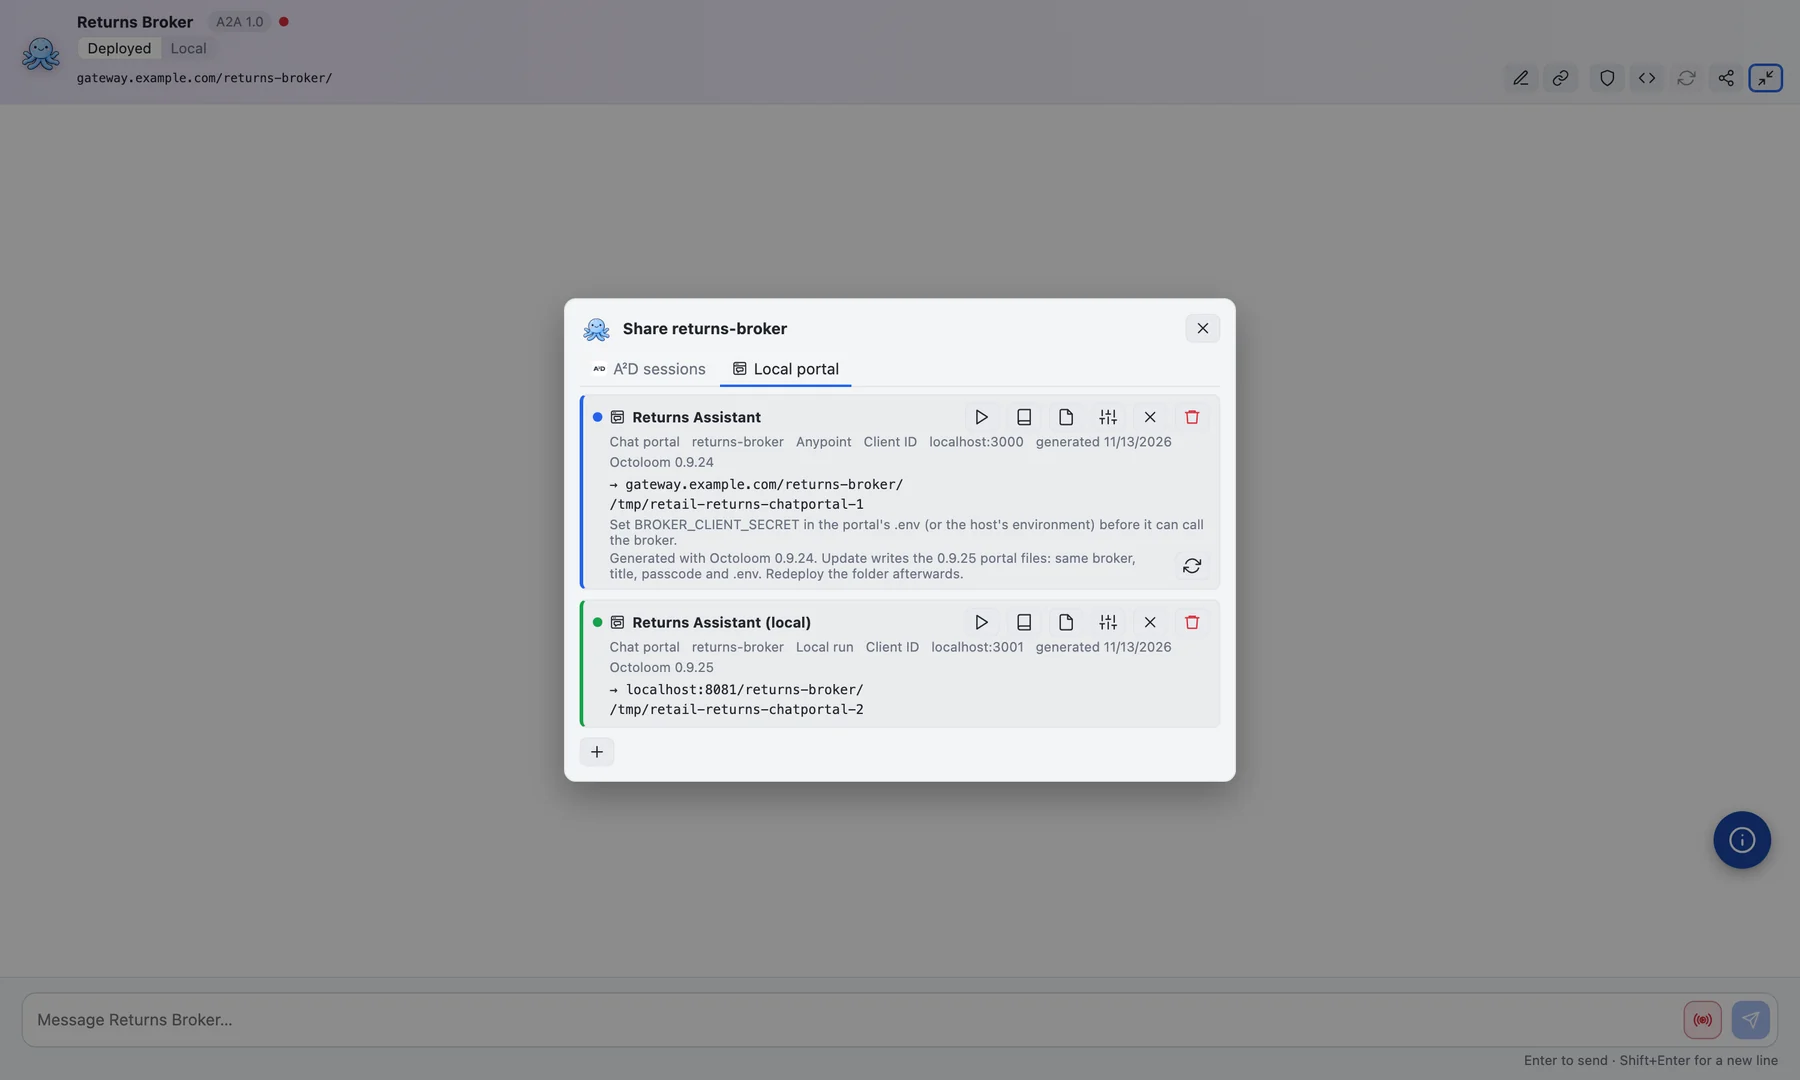 Returns Broker A2A 1.0
Deployed Local
gateway.example.com/returns-broker/
Share returns-broker
A²D A²D sessions Local portal
Returns Assistant
Chat portal returns-broker Anypoint Client ID localhost:3000 generated 11/13/2026
Octoloom 0.9.24
→ gateway.example.com/returns-broker/
/tmp/retail-returns-chatportal-1
Set BROKER_CLIENT_SECRET in the portal's .env (or the host's environment) before it can call
the broker.
Generated with Octoloom 0.9.24. Update writes the 0.9.25 portal files: same broker,
title, passcode and .env. Redeploy the folder afterwards.
Returns Assistant (local)
Chat portal returns-broker Local run Client ID localhost:3001 generated 11/13/2026
Octoloom 0.9.25
→ localhost:8081/returns-broker/
/tmp/retail-returns-chatportal-2
Message Returns Broker...
Enter to send · Shift+Enter for a new line